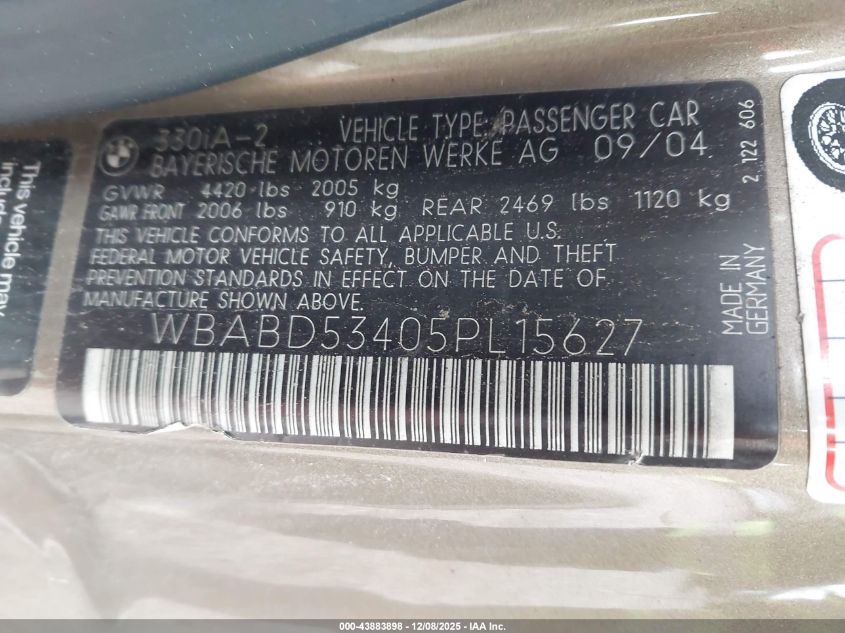 330iA-2 VEHICLE TYPE: PASSENGER CAR
BAYERISCHE MOTOREN WERKE AG 09/04
GVWR 4420 lbs 2005 kg
GAWR FRONT 2006 lbs 910 kg REAR 2469 lbs 1120 kg
THIS VEHICLE CONFORMS TO ALL APPLICABLE U.S.
FEDERAL MOTOR VEHICLE SAFETY, BUMPER AND THEFT
PREVENTION STANDARDS IN EFFECT ON THE DATE OF
MANUFACTURE SHOWN ABOVE.
WBABD53405PL15627
2 122 606
MADE IN
GERMANY
This vehicle may
include
000-43883898 - 12/08/2025 - IAA Inc.